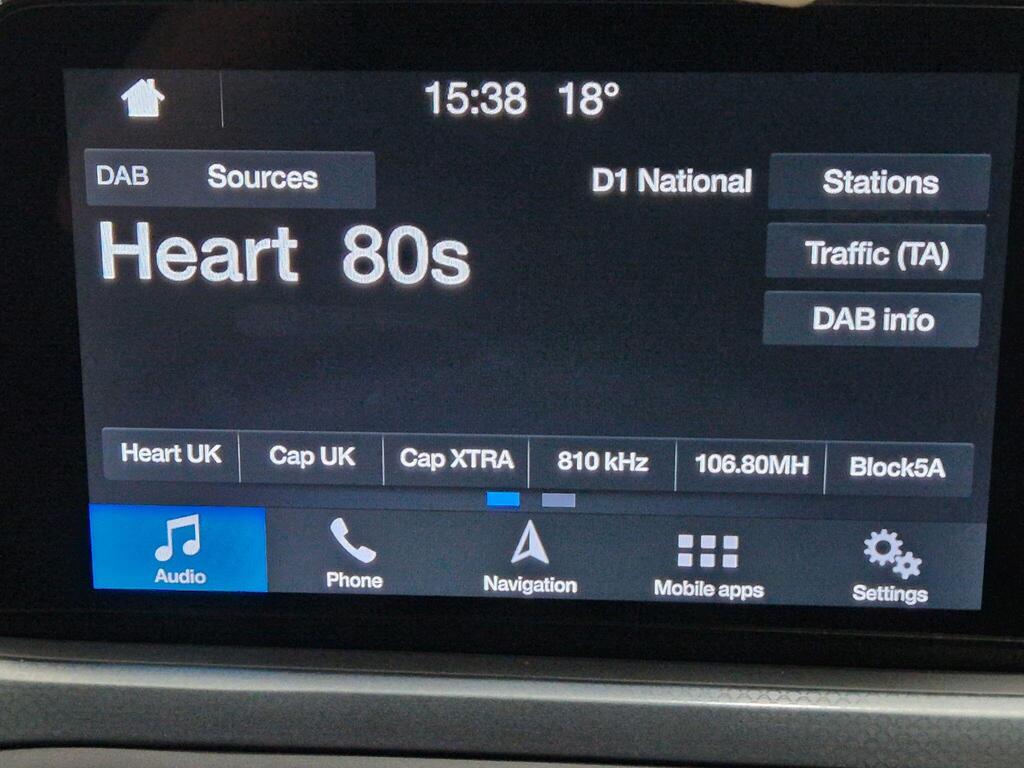 15:38 18°
DAB Sources D1 National Stations
Heart 80s
Traffic (TA)
DAB info
Heart UK Cap UK Cap XTRA 810 kHz 106.80MH Block5A
Audio Phone Navigation Mobile apps Settings